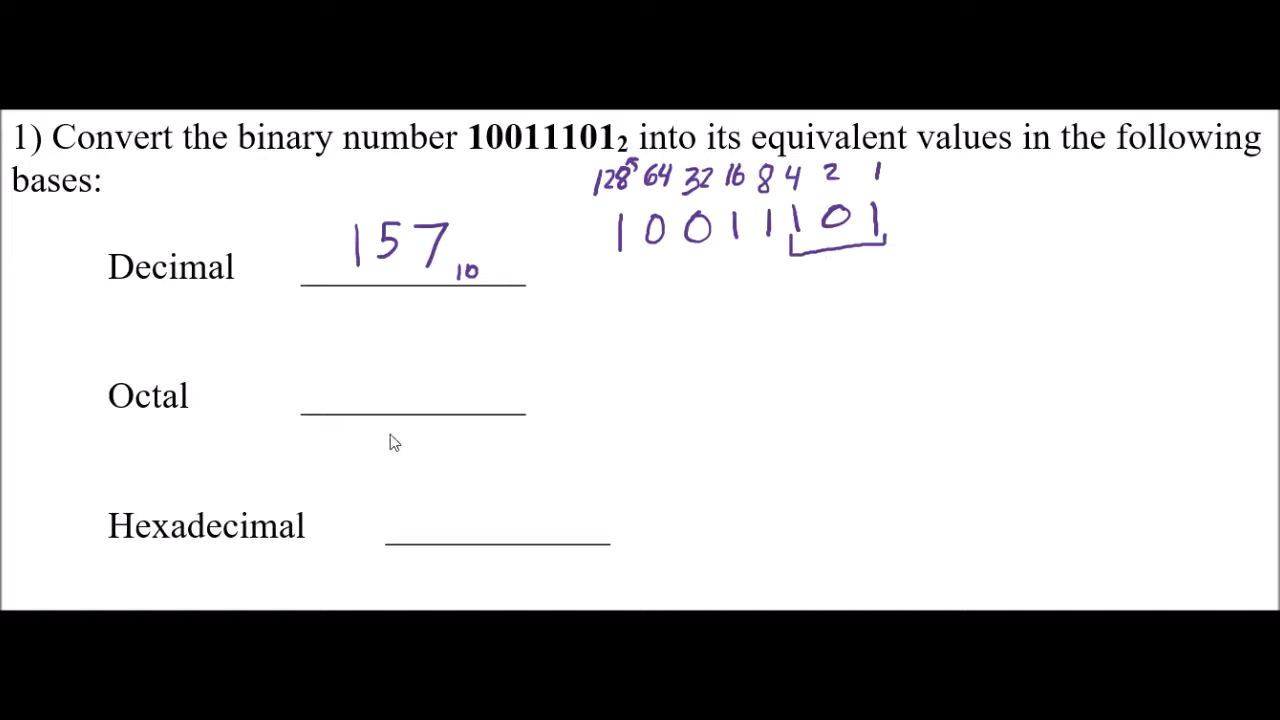 1) Convert the binary number 10011101₂ into its equivalent values in the following
bases:
128 64 32 16 8 4 2 1
1 0 0 1 1 1 0 1
Decimal 157₁₀
Octal
Hexadecimal